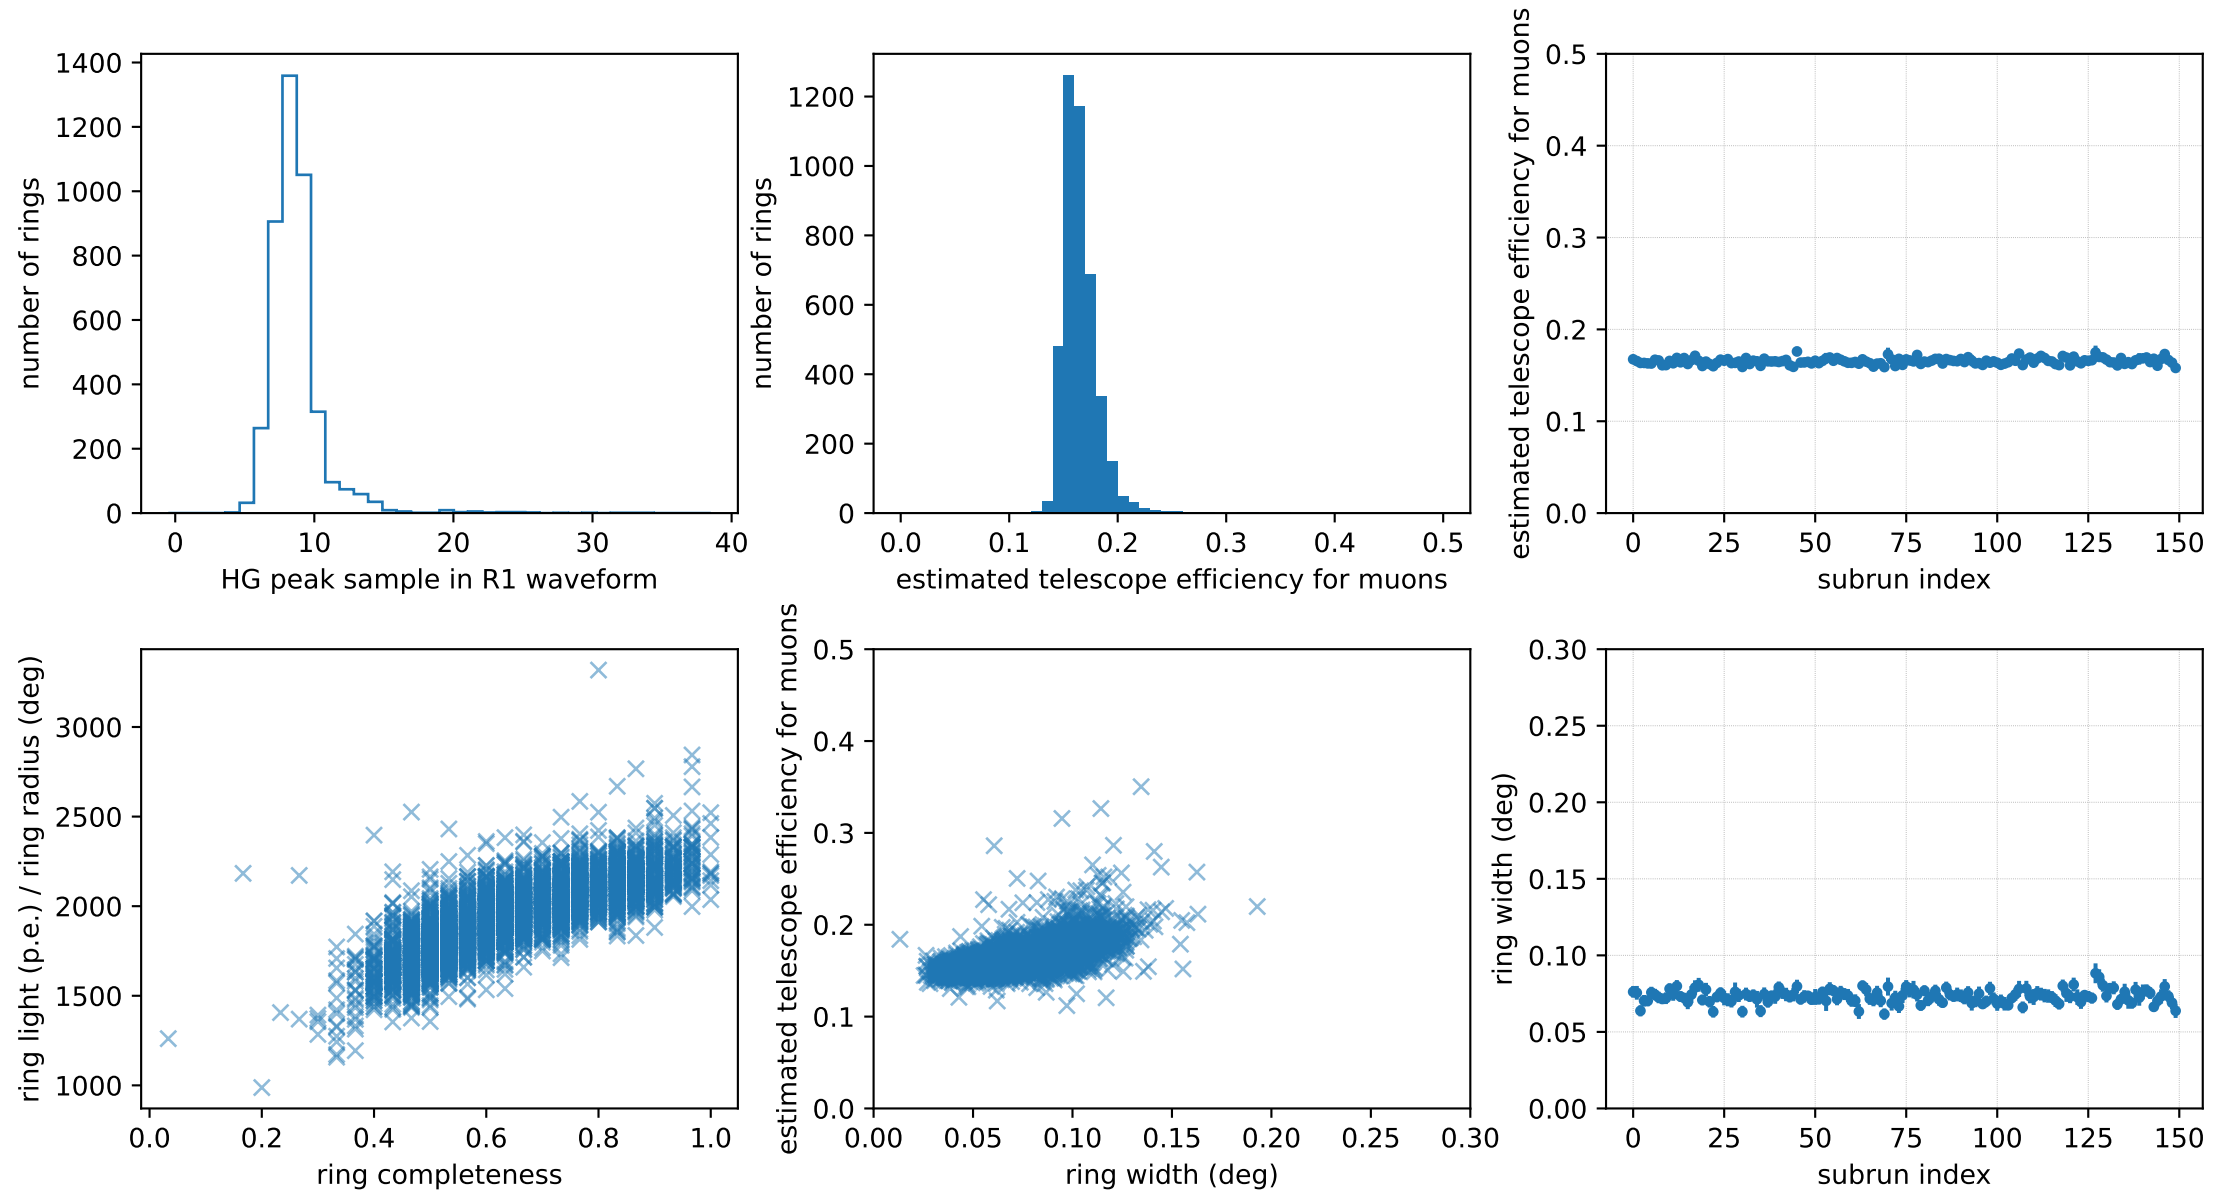 1400
1200
1000
800
600
400
200
0
number of rings
0 10 20 30 40
HG peak sample in R1 waveform
1200
1000
800
600
400
200
0
number of rings
0.0 0.1 0.2 0.3 0.4 0.5
estimated telescope efficiency for muons
0.5
0.4
0.3
0.2
0.1
0.0
estimated telescope efficiency for muons
0 25 50 75 100 125 150
subrun index
3000
2500
2000
1500
1000
ring light (p.e.) / ring radius (deg)
0.0 0.2 0.4 0.6 0.8 1.0
ring completeness
0.5
0.4
0.3
0.2
0.1
0.0
estimated telescope efficiency for muons
0.00 0.05 0.10 0.15 0.20 0.25 0.30
ring width (deg)
0.30
0.25
0.20
0.15
0.10
0.05
0.00
ring width (deg)
0 25 50 75 100 125 150
subrun index